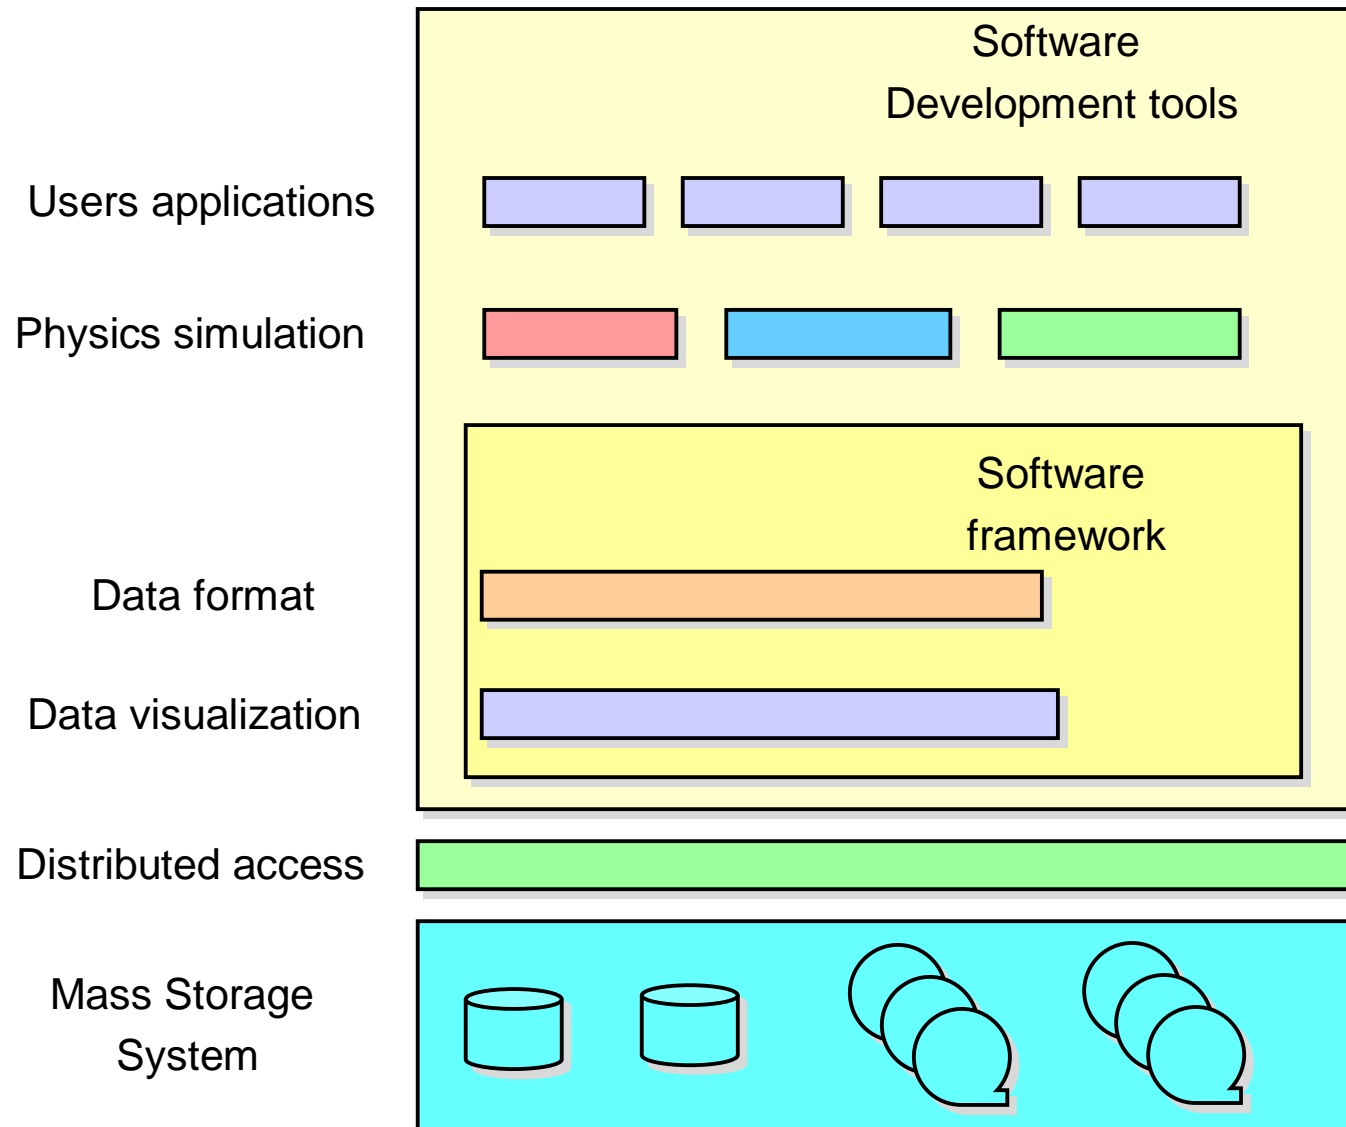 Software
Development tools
Users applications
Physics simulation
Software
framework
Data format
Data visualization
Distributed access
Mass Storage
System